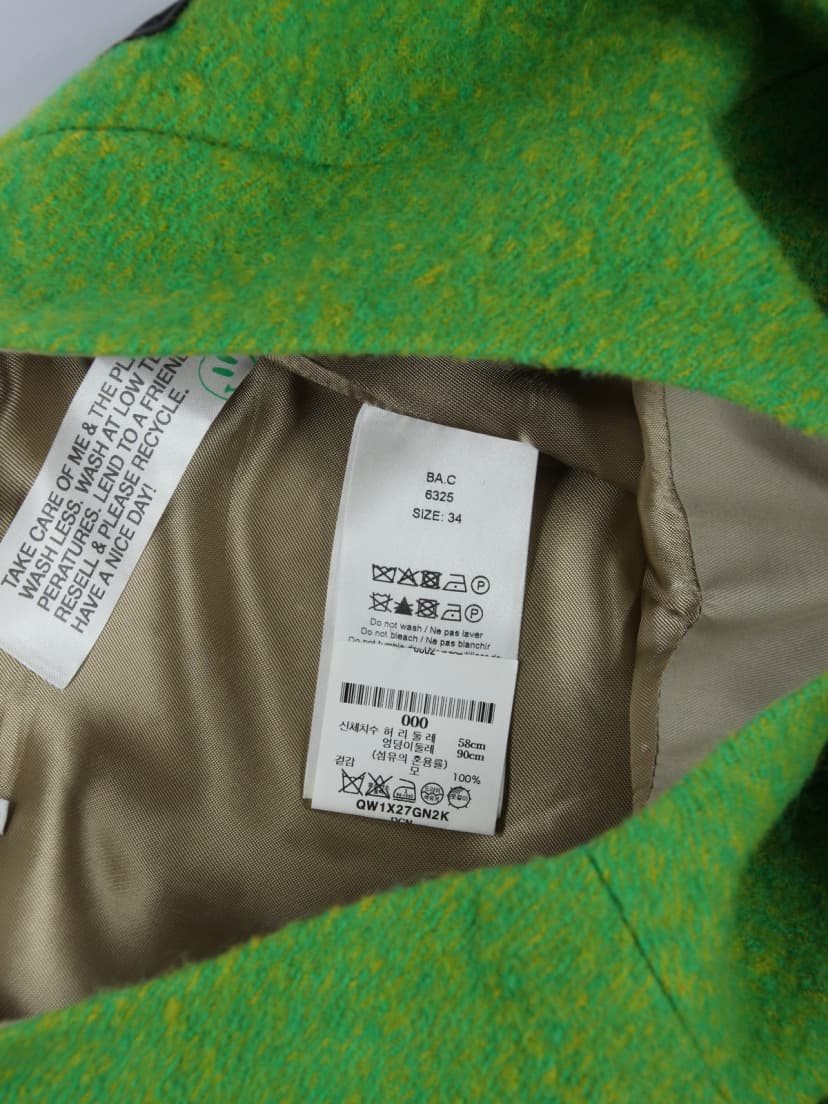 TAKE CARE OF ME & THE
WASH LESS. WASH AT LOW
PERATURES. LEND TO A FRIEND
RESELL & PLEASE RECYCLE.
HAVE A NICE DAY!
BA.C
6325
SIZE: 34
Do not wash / Ne pas laver
Do not bleach / Ne pas blanchir
000
신체치수 허 리 둘 레 58cm
엉덩이둘레 90cm
(섬유의 혼용률)
겉감 모 100%
QW1X27GN2K